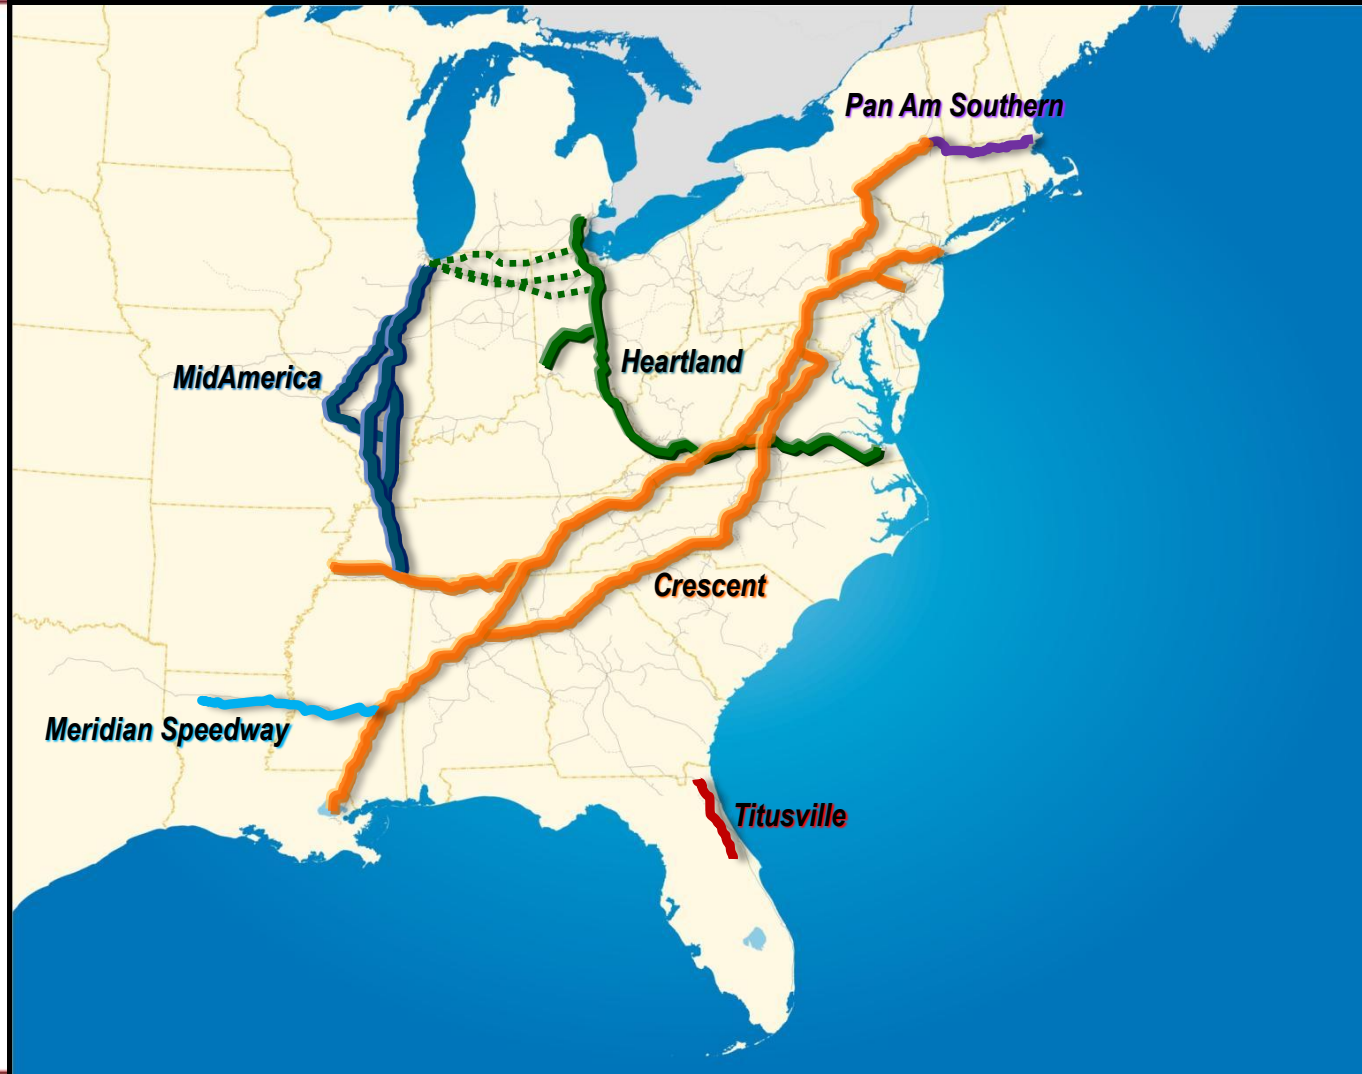 Pan Am Southern
Heartland
MidAmerica
Crescent
Meridian Speedway
Titusville